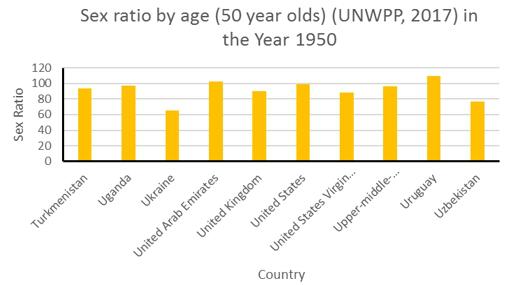 Sex ratio by age (50 year olds) (UNWPP, 2017) in
the Year 1950
120
100
80
60
40
20
0
Sex Ratio
Turkmenistan
Uganda
Ukraine
United Arab Emirates
United Kingdom
United States
United States Virgin...
Upper-middle-...
Uruguay
Uzbekistan
Country